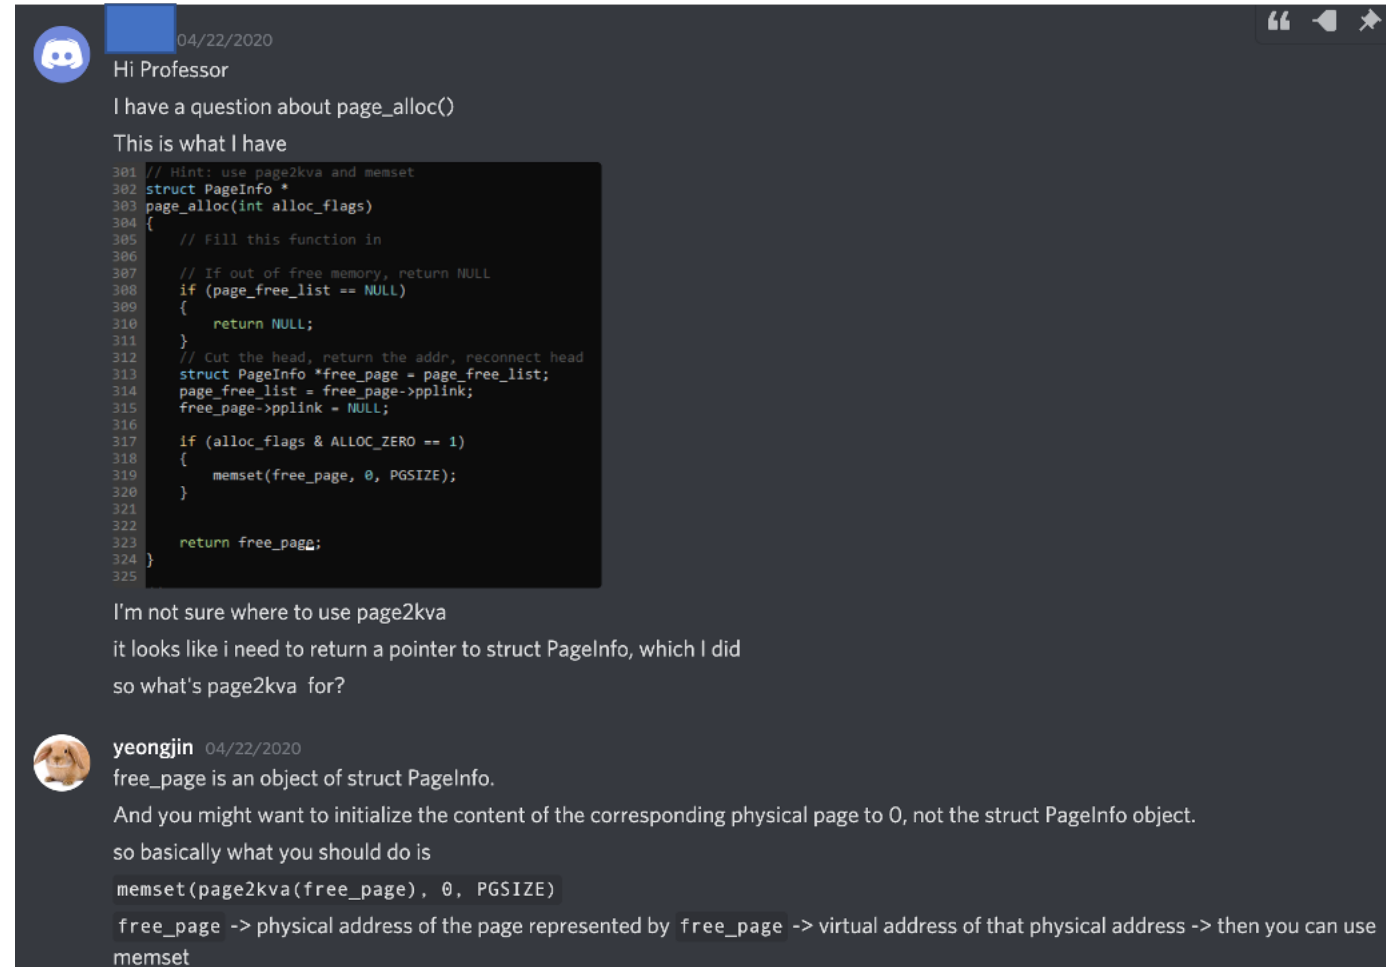 04/22/2020
Hi Professor
I have a question about page_alloc()
This is what I have
301 // Hint: use page2kva and memset
302 struct PageInfo *
303 page_alloc(int alloc_flags)
304 {
305     // Fill this function in
306
307     // If out of free memory, return NULL
308     if (page_free_list == NULL)
309     {
310         return NULL;
311     }
312     // Cut the head, return the addr, reconnect head
313     struct PageInfo *free_page = page_free_list;
314     page_free_list = free_page->pplink;
315     free_page->pplink = NULL;
316
317     if (alloc_flags & ALLOC_ZERO == 1)
318     {
319         memset(free_page, 0, PGSIZE);
320     }
321
322
323     return free_page;
324 }
325
I'm not sure where to use page2kva
it looks like i need to return a pointer to struct PageInfo, which I did
so what's page2kva  for?
yeongjin 04/22/2020
free_page is an object of struct PageInfo.
And you might want to initialize the content of the corresponding physical page to 0, not the struct PageInfo object.
so basically what you should do is
memset(page2kva(free_page), 0, PGSIZE)
free_page -> physical address of the page represented by free_page -> virtual address of that physical address -> then you can use
memset